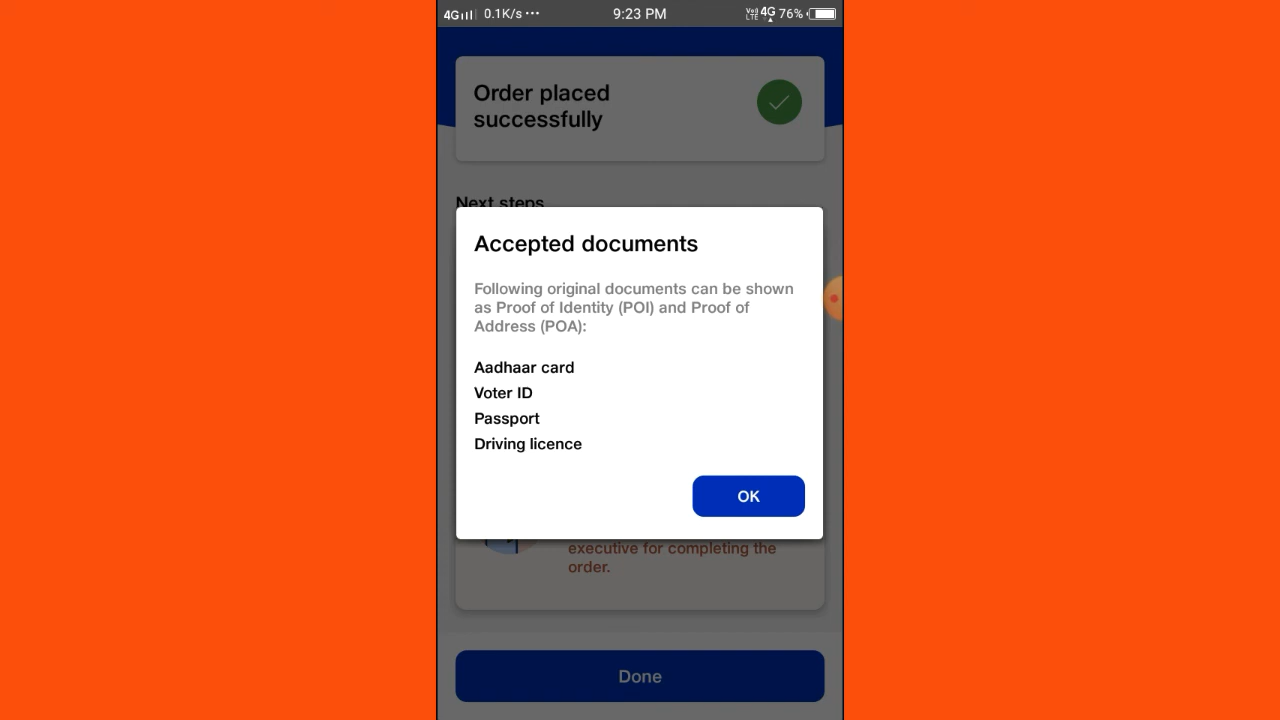 4G 0.1K/s ··· 9:23 PM VoD LTE 4G 76%
Order placed
successfully
Next steps
Accepted documents
Following original documents can be shown
as Proof of Identity (POI) and Proof of
Address (POA):
Aadhaar card
Voter ID
Passport
Driving licence
OK
executive for completing the
order.
Done